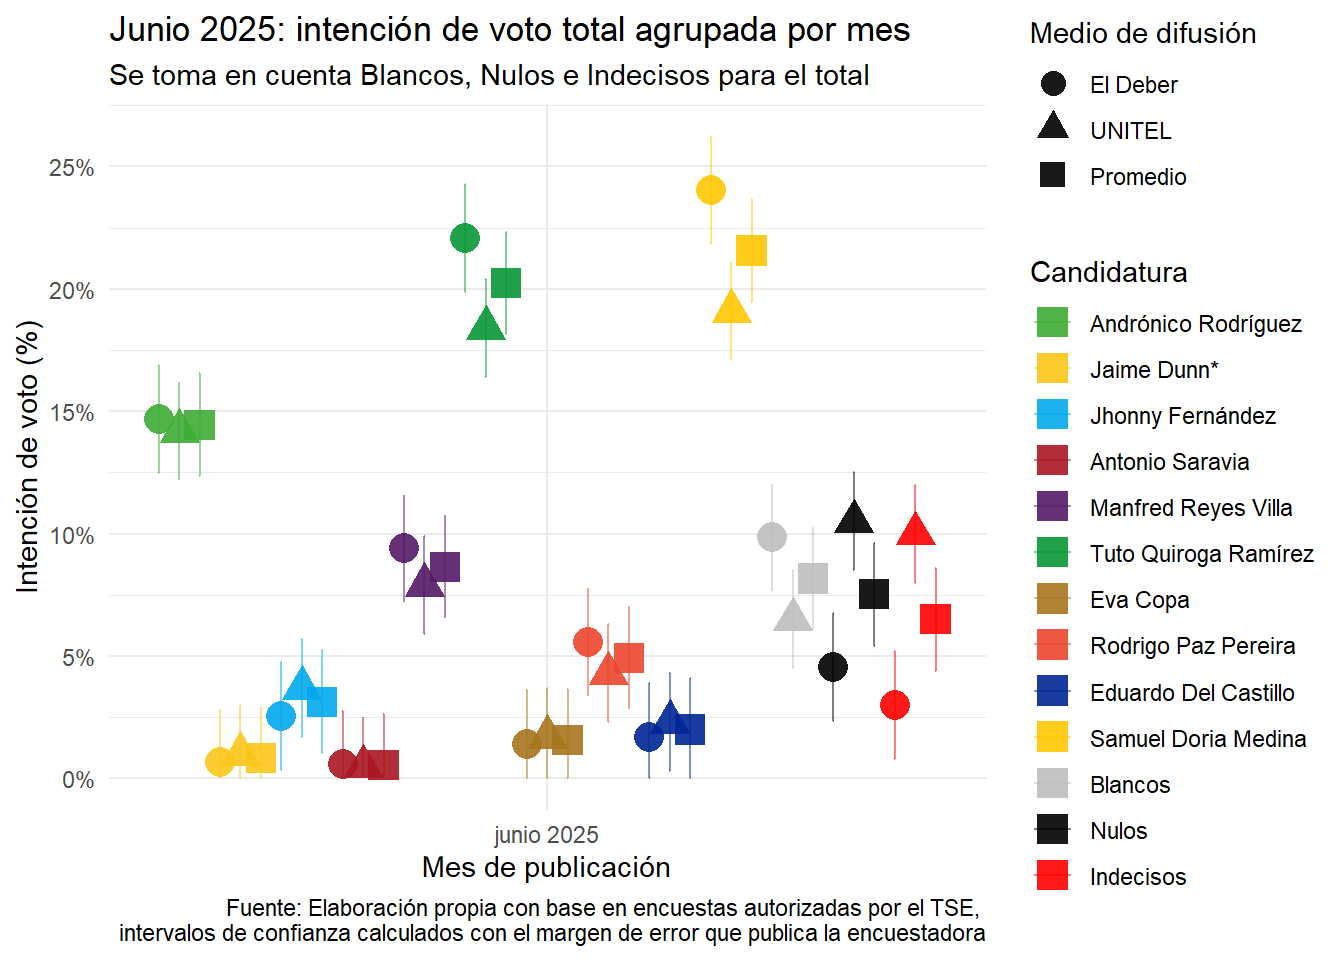 Junio 2025: intención de voto total agrupada por mes
Se toma en cuenta Blancos, Nulos e Indecisos para el total
Intención de voto (%)
25%
20%
15%
10%
5%
0%
junio 2025
Mes de publicación
Fuente: Elaboración propia con base en encuestas autorizadas por el TSE,
intervalos de confianza calculados con el margen de error que publica la encuestadora
Medio de difusión
El Deber
UNITEL
Promedio
Candidatura
Andrónico Rodríguez
Jaime Dunn*
Jhonny Fernández
Antonio Saravia
Manfred Reyes Villa
Tuto Quiroga Ramírez
Eva Copa
Rodrigo Paz Pereira
Eduardo Del Castillo
Samuel Doria Medina
Blancos
Nulos
Indecisos